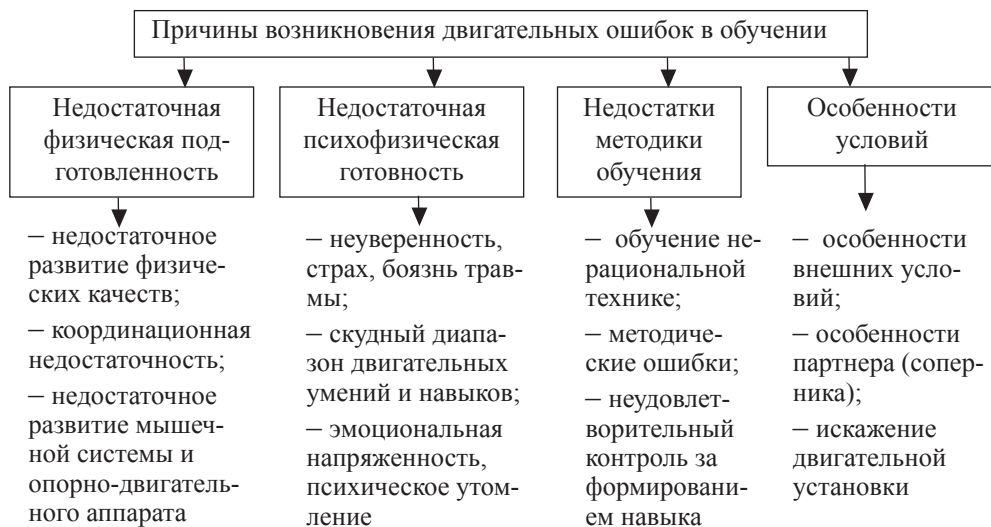 Причины возникновения двигательных ошибок в обучении
Недостаточная
физическая под-
готовленность
– недостаточное
развитие физиче-
ских качеств;
– координационная
недостаточность;
– недостаточное
развитие мышеч-
ной системы и
опорно-двигатель-
ного аппарата
Недостаточная
психофизическая
готовность
– неуверенность,
страх, боязнь трав-
мы;
– скудный диапа-
зон двигательных
умений и навыков;
– эмоциональная
напряженность,
психическое утом-
ление
Недостатки
методики
обучения
– обучение не-
рациональной
технике;
– методиче-
ские ошибки;
– неудовлет-
ворительный
контроль за
формировани-
ем навыка
Особенности
условий
– особенности
внешних усло-
вий;
– особенности
партнера (сопер-
ника);
– искажение
двигательной
установки